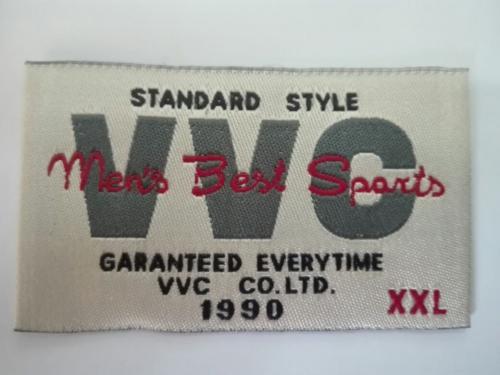 STANDARD STYLE
VVC
Men's Best Sports
GARANTEED EVERYTIME
VVC CO.LTD.
1990
XXL